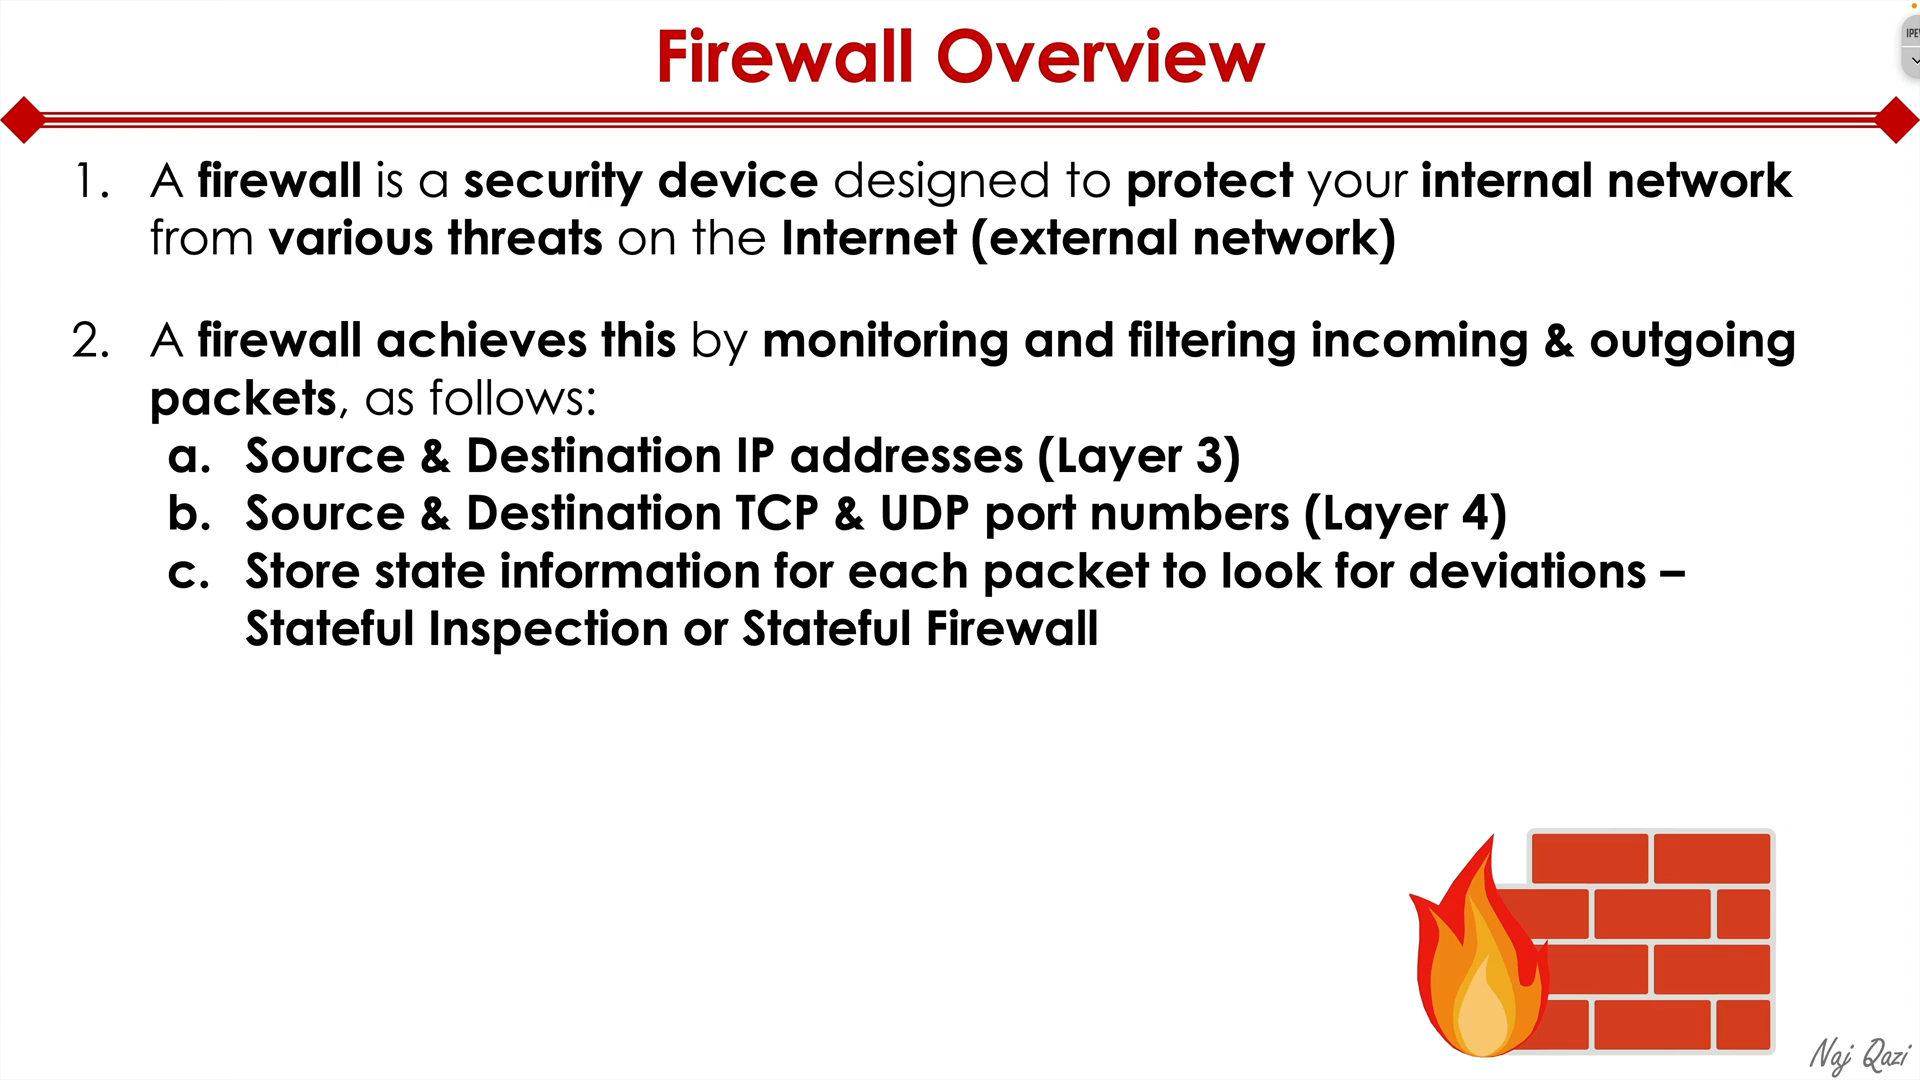 Firewall Overview
1. A firewall is a security device designed to protect your internal network
from various threats on the Internet (external network)
2. A firewall achieves this by monitoring and filtering incoming & outgoing
packets, as follows:
a. Source & Destination IP addresses (Layer 3)
b. Source & Destination TCP & UDP port numbers (Layer 4)
c. Store state information for each packet to look for deviations –
Stateful Inspection or Stateful Firewall
Naj Qazi